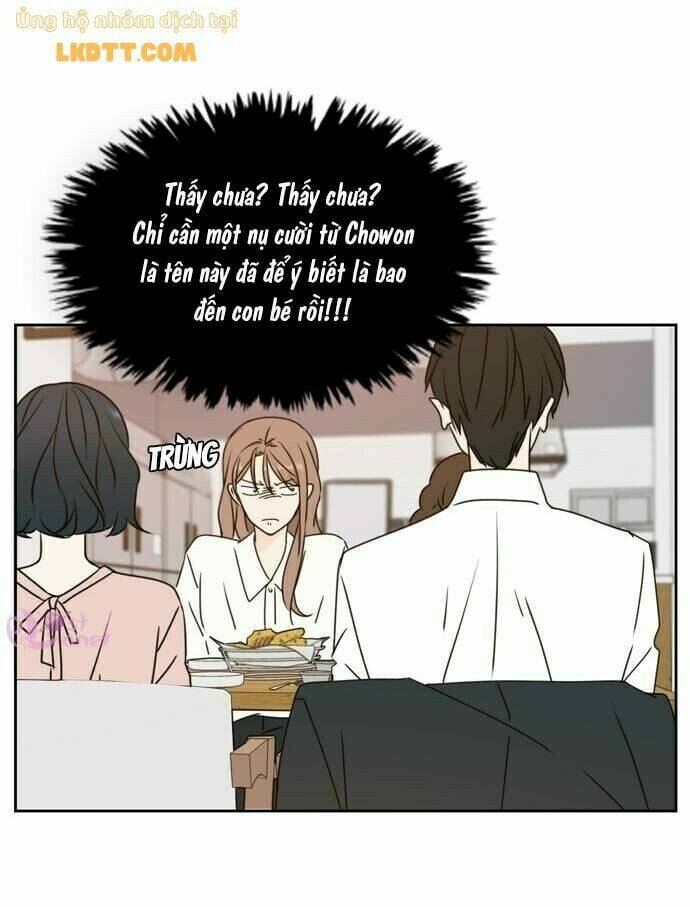 Ủng hộ nhóm dịch tại
LKDTT.COM
Thấy chưa? Thấy chưa?
Chỉ cần một nụ cười từ Chowon
là tên này đã để ý biết là bao
đến con bé rồi!!!
TRỪNG